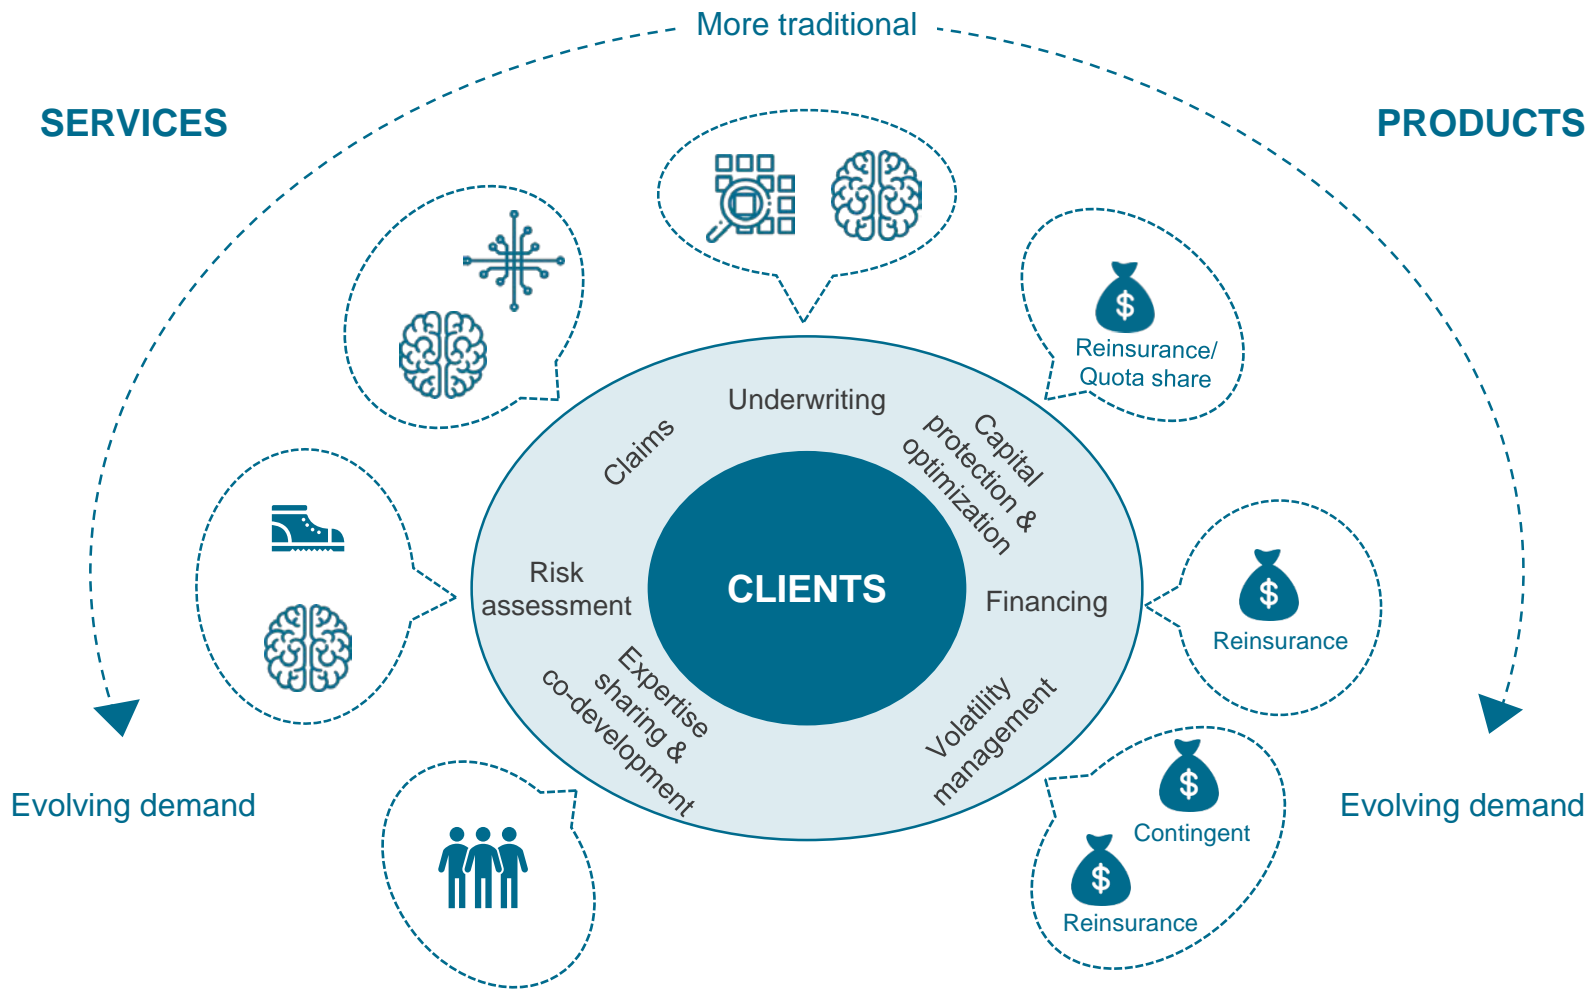 More traditional
SERVICES
PRODUCTS
Reinsurance/
Quota share
Underwriting
Claims
Capital
protection &
optimization
Risk
assessment
CLIENTS
Financing
Reinsurance
Expertise
sharing &
co-development
Volatility
management
Evolving demand
Evolving demand
Contingent
Reinsurance
$
$
$
$